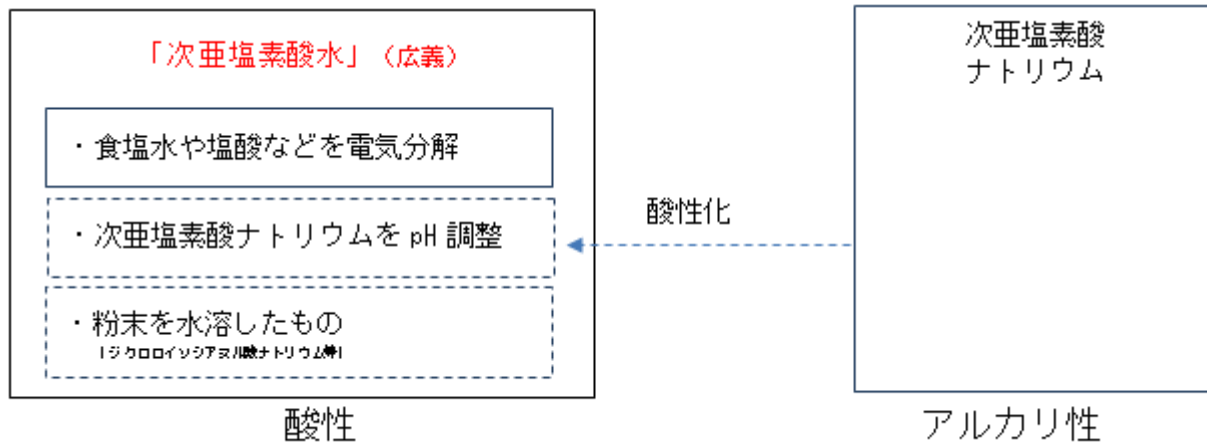 「次亜塩素酸水」（広義）
・食塩水や塩酸などを電気分解
・次亜塩素酸ナトリウムを pH 調整
・粉末を水溶したもの
（ジクロロイソシアヌル酸ナトリウム等）
酸性
酸性化
次亜塩素酸
ナトリウム
アルカリ性